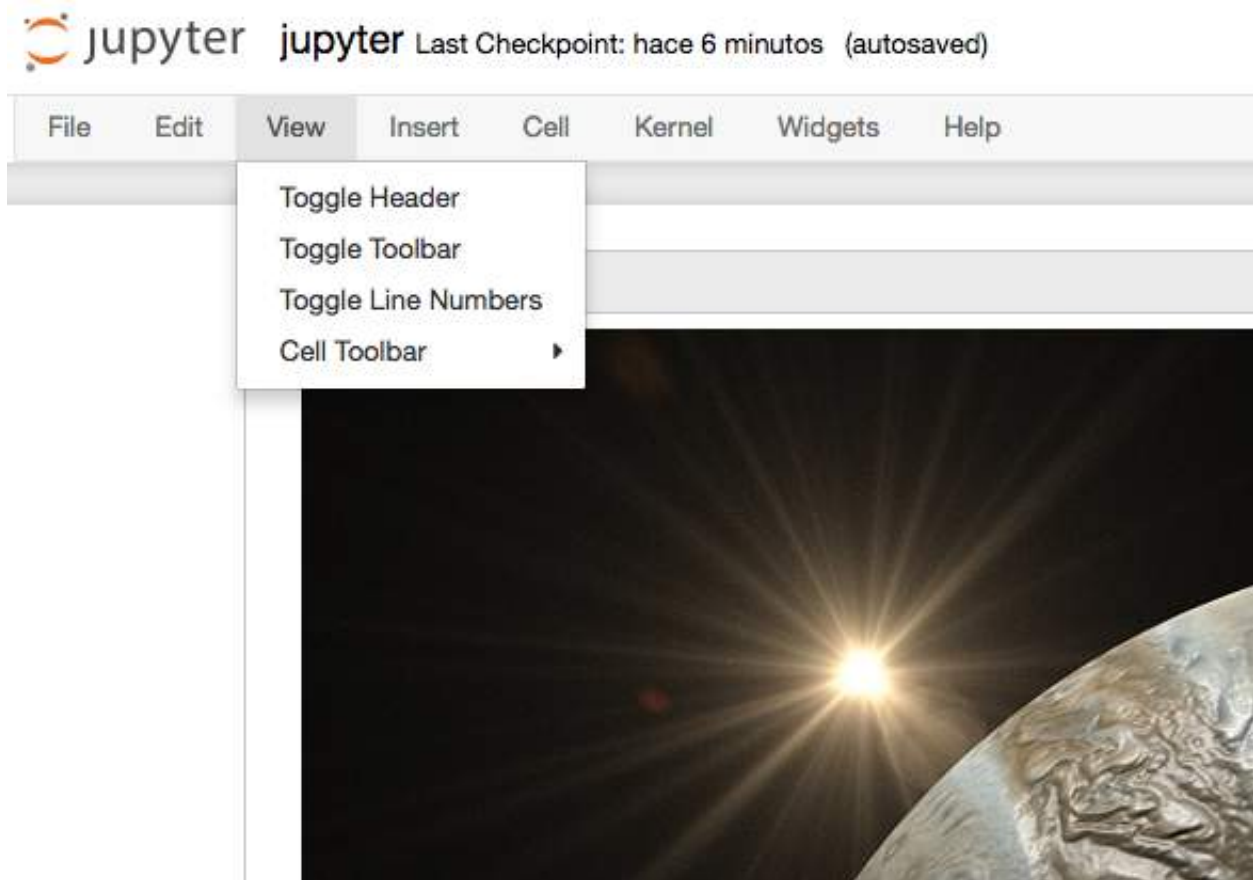 jupyter jupyter Last Checkpoint: hace 6 minutos (autosaved)
File Edit View Insert Cell Kernel Widgets Help
Toggle Header
Toggle Toolbar
Toggle Line Numbers
Cell Toolbar